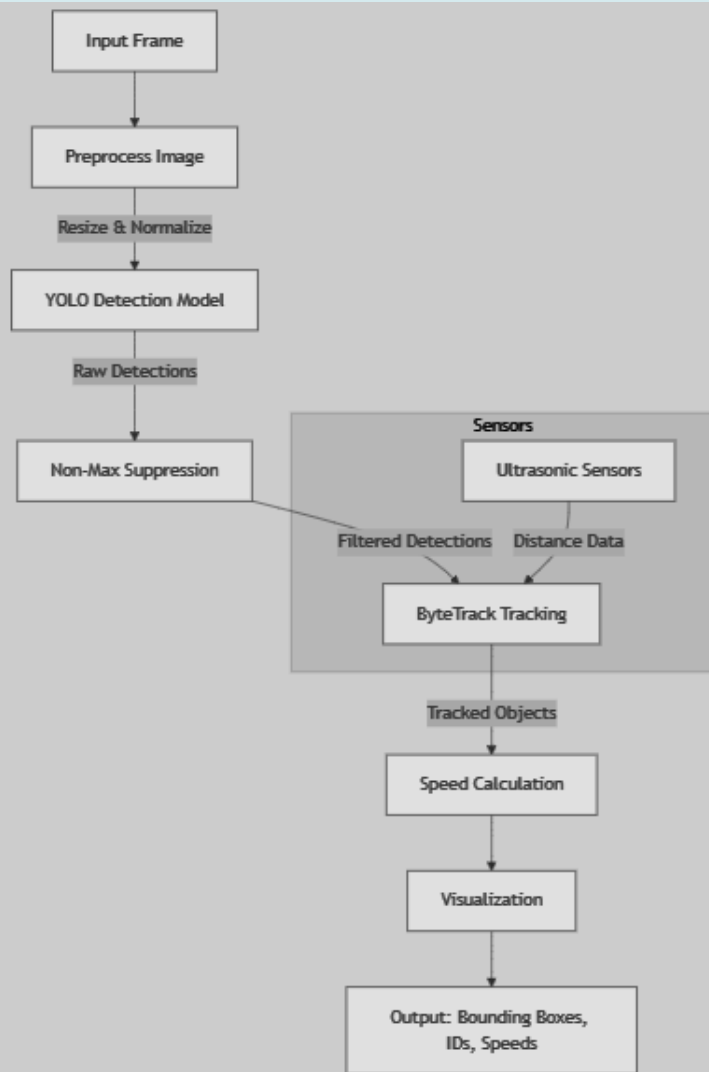 Input Frame
Preprocess Image
Resize & Normalize
YOLO Detection Model
Raw Detections
Sensors
Non-Max Suppression
Ultrasonic Sensors
Filtered Detections
Distance Data
ByteTrack Tracking
Tracked Objects
Speed Calculation
Visualization
Output: Bounding Boxes,
IDs, Speeds